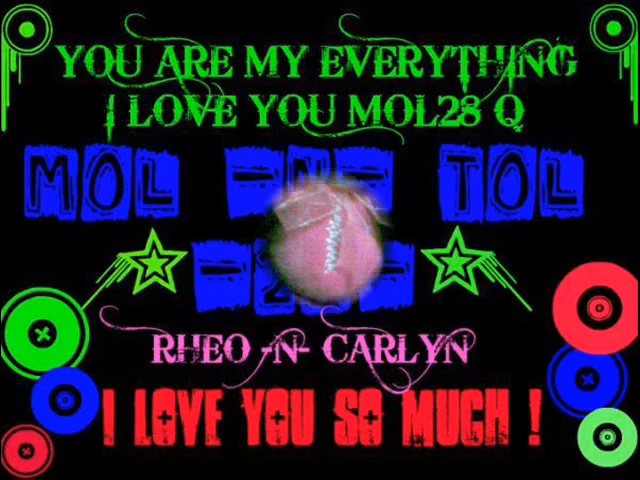 YOU ARE MY EVERYTHING
I LOVE YOU MOL28 Q
MOL -N- TOL
RHEO -N- CARLYN
I LOVE YOU SO MUCH !